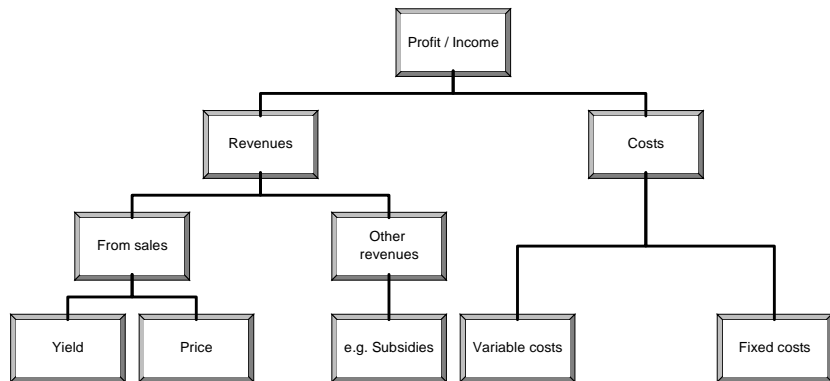 Profit / Income
Revenues
Costs
From sales
Other
revenues
Yield
Price
e.g. Subsidies
Variable costs
Fixed costs